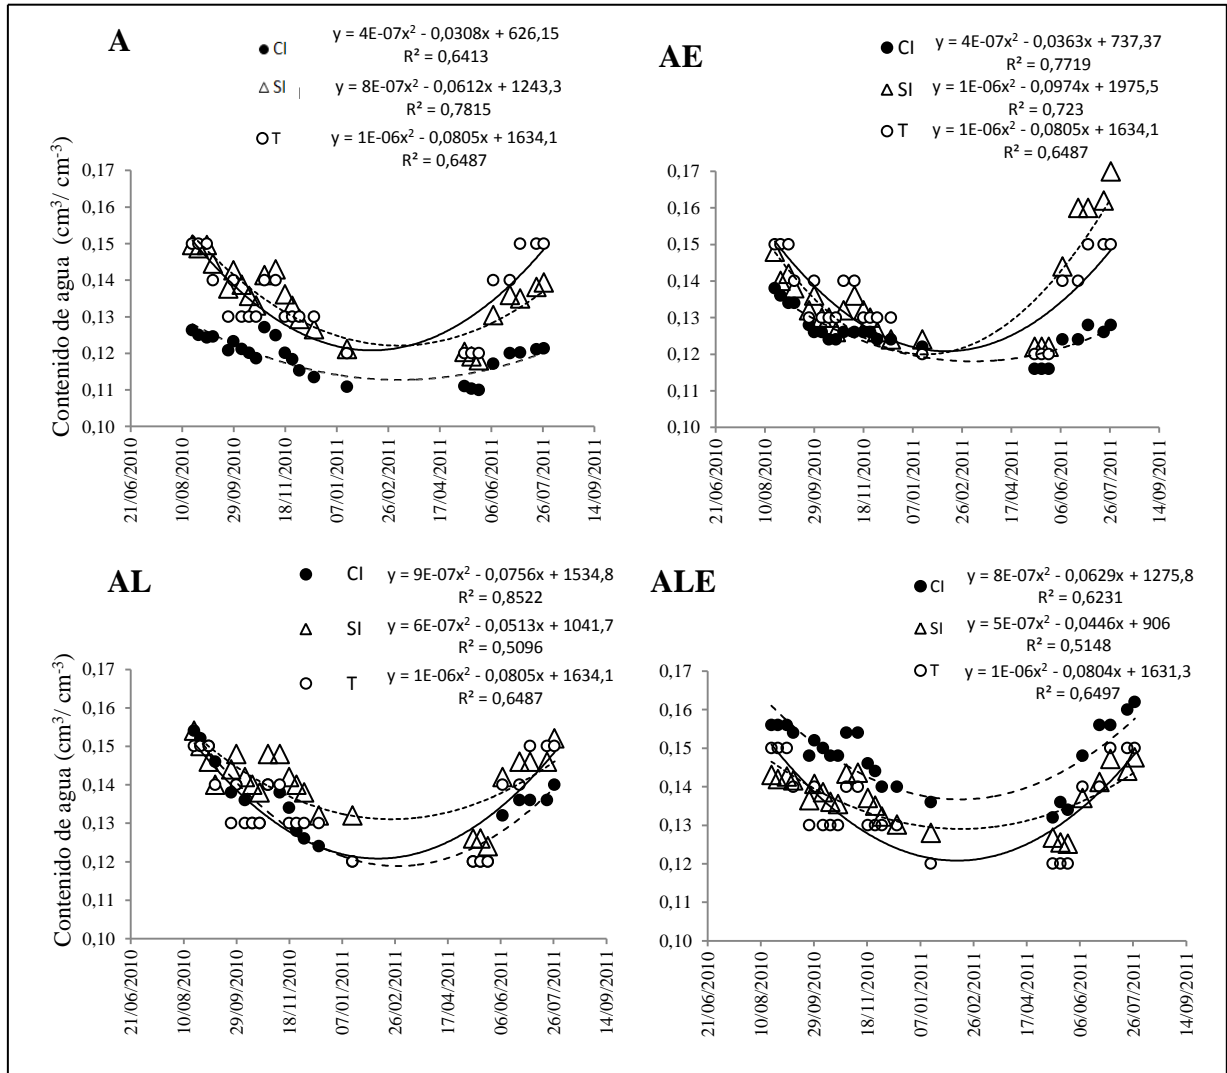 A
CI
y = 4E-07x² - 0,0308x + 626,15
R² = 0,6413
SI
y = 8E-07x² - 0,0612x + 1243,3
R² = 0,7815
T
y = 1E-06x² - 0,0805x + 1634,1
R² = 0,6487
Contenido de agua (cm³/ cm⁻³)
0,17
0,16
0,15
0,14
0,13
0,12
0,11
0,10
21/06/2010
10/08/2010
29/09/2010
18/11/2010
07/01/2011
26/02/2011
17/04/2011
06/06/2011
26/07/2011
14/09/2011
AE
CI
y = 4E-07x² - 0,0363x + 737,37
R² = 0,7719
SI
y = 1E-06x² - 0,0974x + 1975,5
R² = 0,723
T
y = 1E-06x² - 0,0805x + 1634,1
R² = 0,6487
0,17
0,16
0,15
0,14
0,13
0,12
0,11
0,10
21/06/2010
10/08/2010
29/09/2010
18/11/2010
07/01/2011
26/02/2011
17/04/2011
06/06/2011
26/07/2011
14/09/2011
AL
CI
y = 9E-07x² - 0,0756x + 1534,8
R² = 0,8522
SI
y = 6E-07x² - 0,0513x + 1041,7
R² = 0,5096
T
y = 1E-06x² - 0,0805x + 1634,1
R² = 0,6487
Contenido de agua (cm³/ cm⁻³)
0,17
0,16
0,15
0,14
0,13
0,12
0,11
0,10
21/06/2010
10/08/2010
29/09/2010
18/11/2010
07/01/2011
26/02/2011
17/04/2011
06/06/2011
26/07/2011
14/09/2011
ALE
CI
y = 8E-07x² - 0,0629x + 1275,8
R² = 0,6231
SI
y = 5E-07x² - 0,0446x + 906
R² = 0,5148
T
y = 1E-06x² - 0,0804x + 1631,3
R² = 0,6497
0,17
0,16
0,15
0,14
0,13
0,12
0,11
0,10
21/06/2010
10/08/2010
29/09/2010
18/11/2010
07/01/2011
26/02/2011
17/04/2011
06/06/2011
26/07/2011
14/09/2011